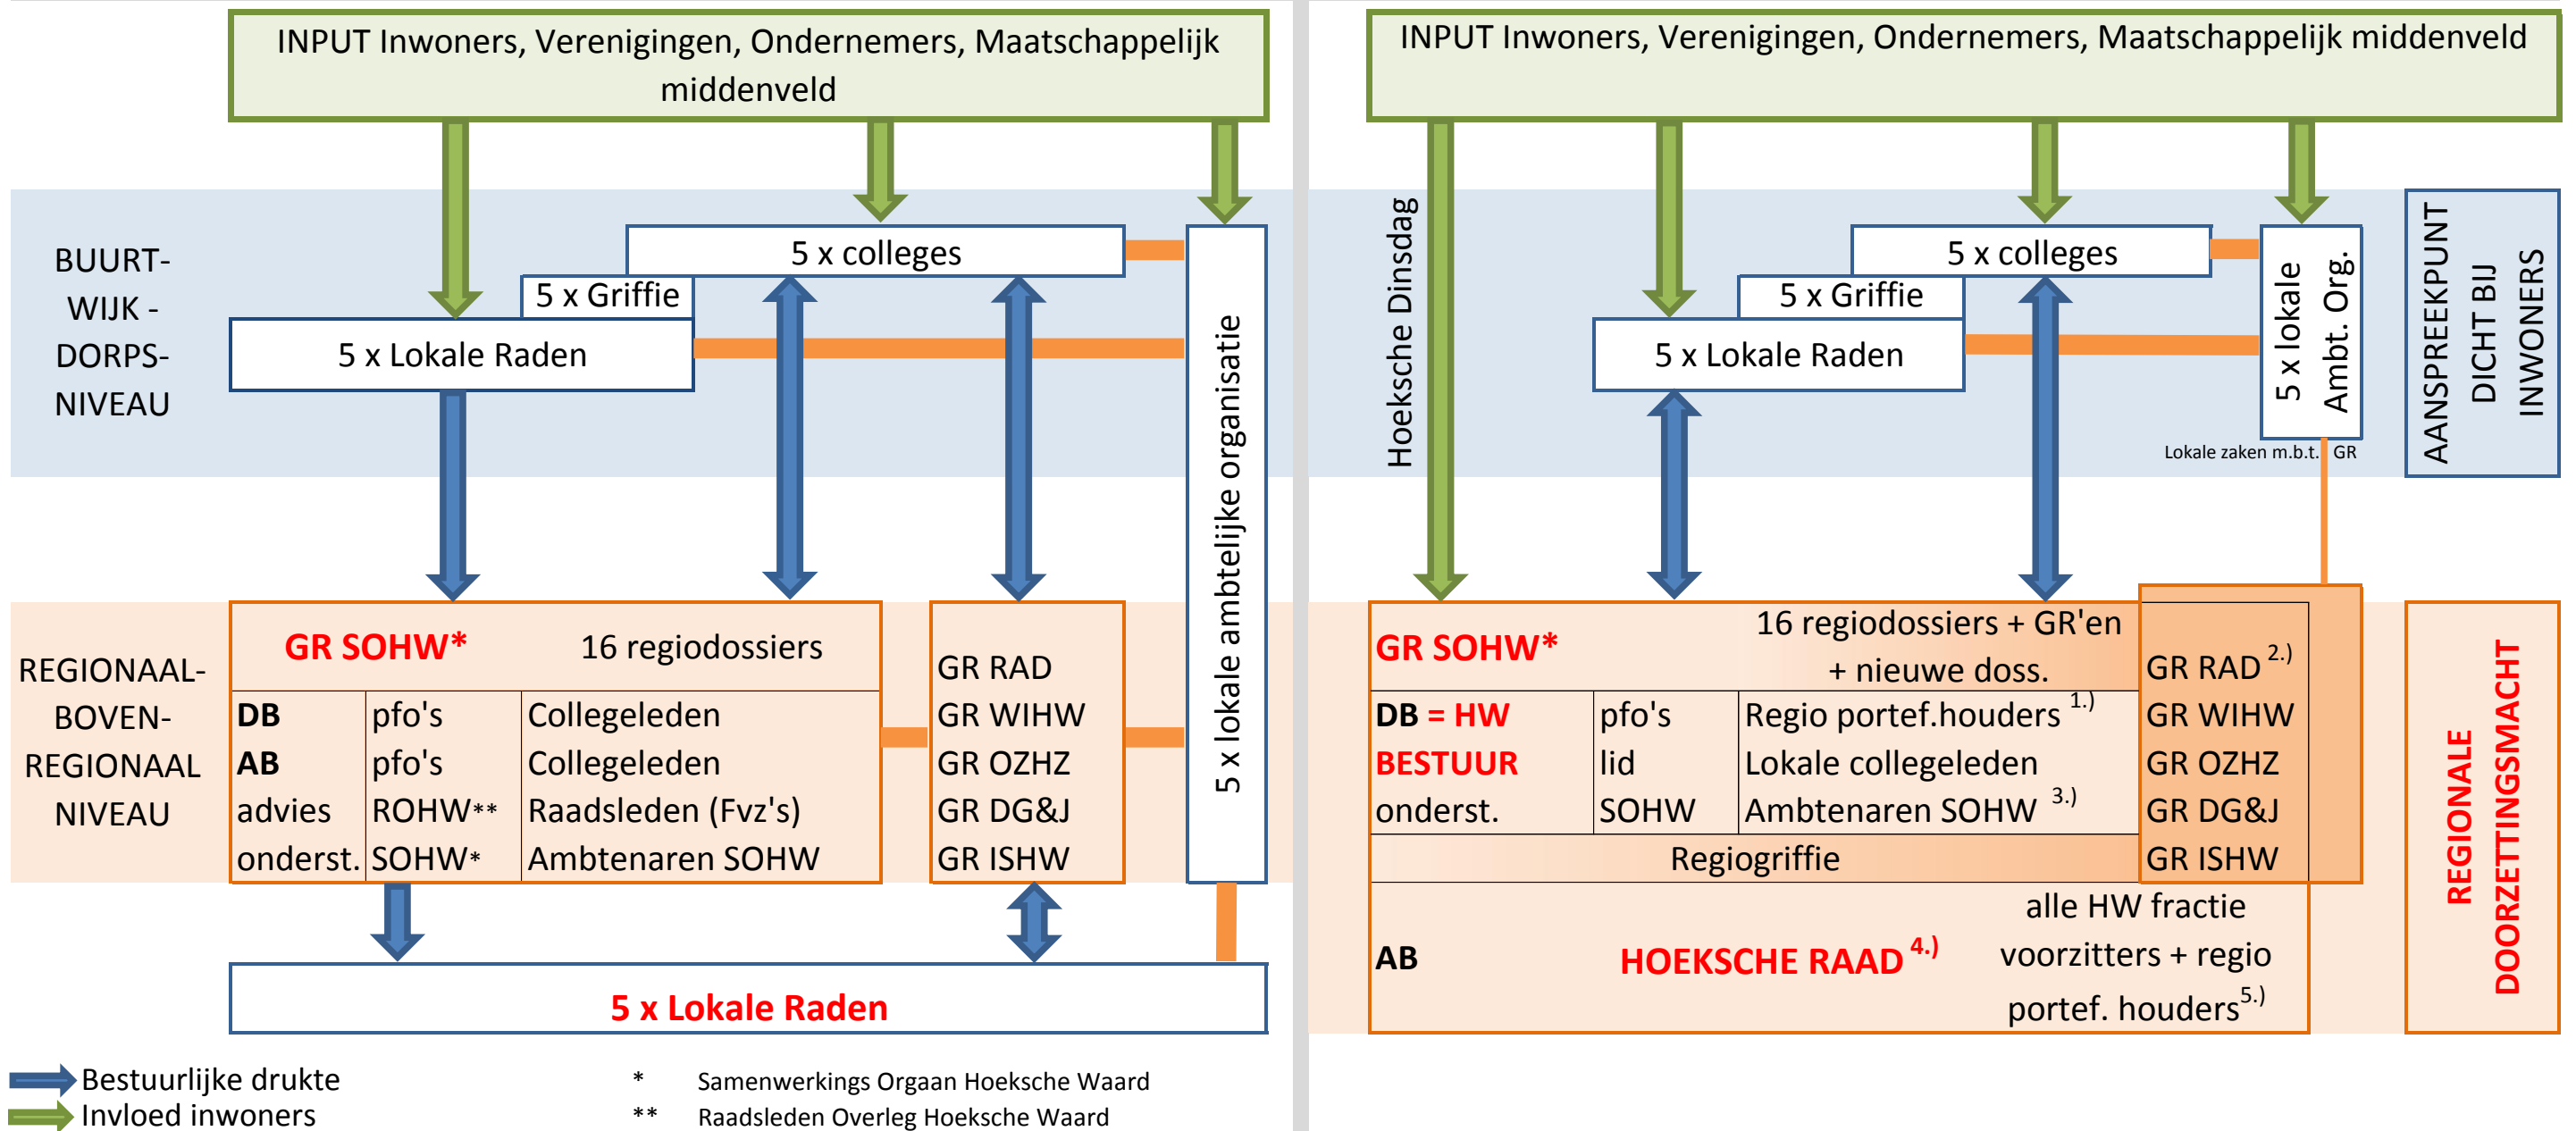 INPUT Inwoners, Verenigingen, Ondernemers, Maatschappelijk
middenveld
BUURT-
WIJK -
DORPS-
NIVEAU
5 x colleges
5 x Griffie
5 x Lokale Raden
5 x lokale ambtelijke organisatie
REGIONAAL-
BOVEN-
REGIONAAL
NIVEAU
GR SOHW* 16 regiodossiers
DB pfo's Collegeleden
AB pfo's Collegeleden
advies ROHW** Raadsleden (Fvz's)
onderst. SOHW* Ambtenaren SOHW
GR RAD
GR WIHW
GR OZHZ
GR DG&J
GR ISHW
5 x Lokale Raden
Bestuurlijke drukte
Invloed inwoners
* Samenwerkings Orgaan Hoeksche Waard
** Raadsleden Overleg Hoeksche Waard
INPUT Inwoners, Verenigingen, Ondernemers, Maatschappelijk middenveld
Hoeksche Dinsdag
5 x colleges
5 x Griffie
5 x Lokale Raden
5 x lokale
Ambt. Org.
Lokale zaken m.b.t. GR
AANSPREEKPUNT
DICHT BIJ
INWONERS
GR SOHW*
16 regiodossiers + GR'en
+ nieuwe doss.
DB = HW pfo's Regio portef.houders 1.)
BESTUUR lid Lokale collegeleden
onderst. SOHW Ambtenaren SOHW 3.)
GR RAD 2.)
GR WIHW
GR OZHZ
GR DG&J
GR ISHW
Regiogriffie
AB HOEKSCHE RAAD 4.)
alle HW fractie
voorzitters + regio
portef. houders 5.)
REGIONALE
DOORZETTINGSMACHT